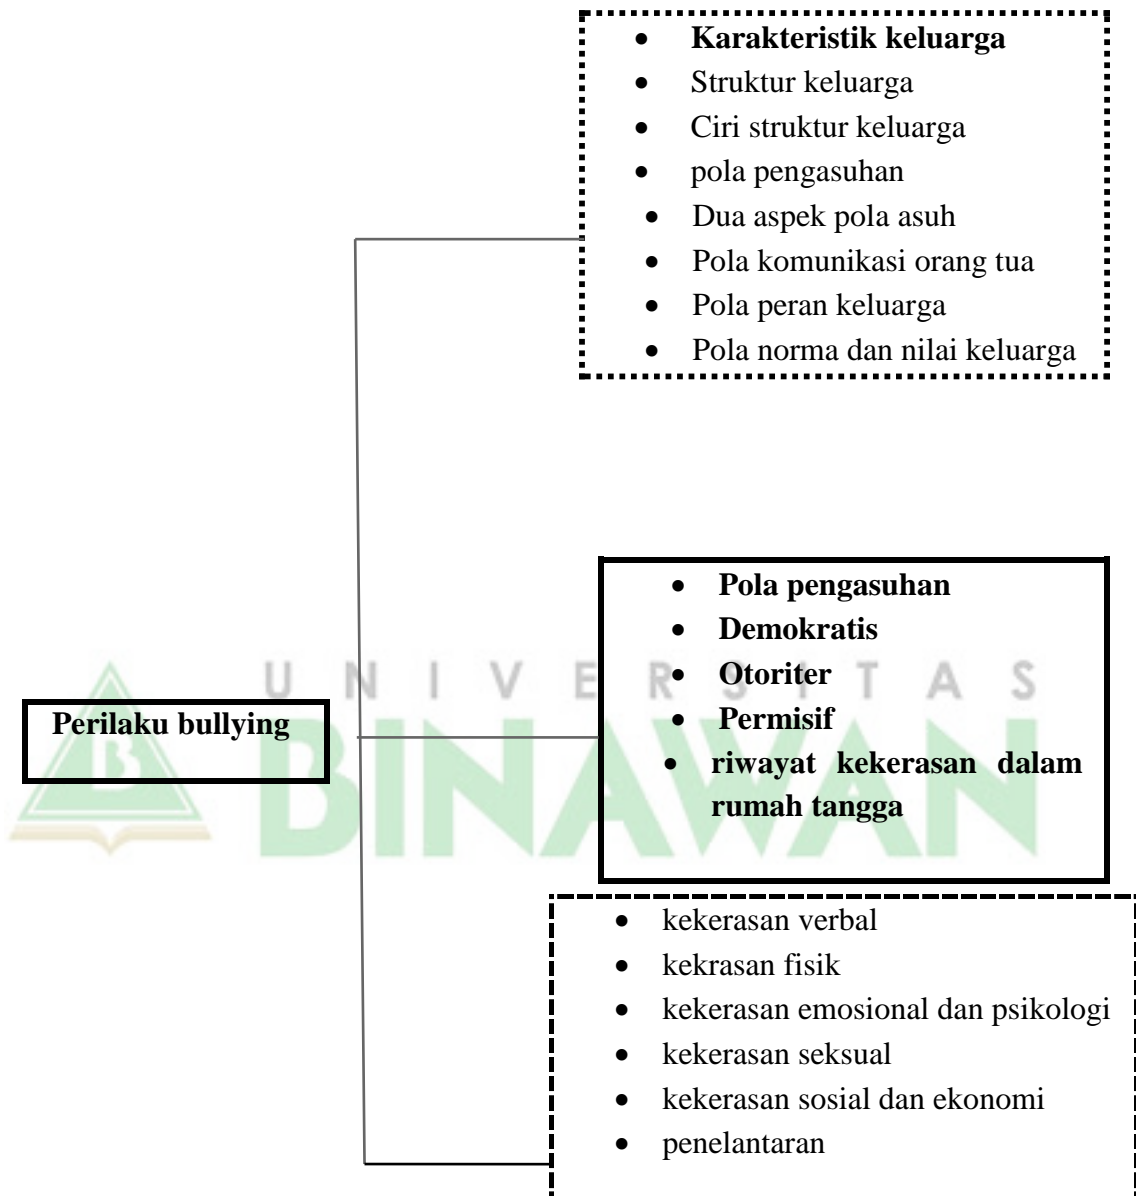 • Karakteristik keluarga
• Struktur keluarga
• Ciri struktur keluarga
• pola pengasuhan
• Dua aspek pola asuh
• Pola komunikasi orang tua
• Pola peran keluarga
• Pola norma dan nilai keluarga
• Pola pengasuhan
• Demokratis
• Otoriter
• Permisif
• riwayat kekerasan dalam
rumah tangga
Perilaku bullying
UNIVERSITAS
BINAWAN
B
• kekerasan verbal
• kekrasan fisik
• kekerasan emosional dan psikologi
• kekerasan seksual
• kekerasan sosial dan ekonomi
• penelantaran